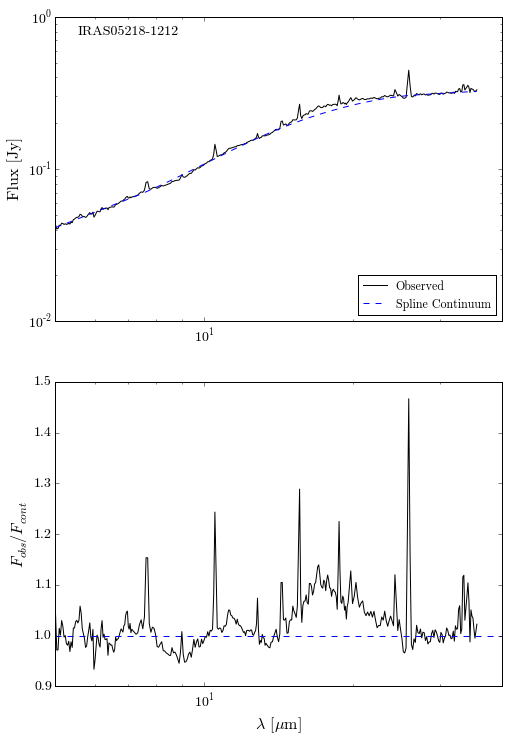 IRAS05218-1212
10^0
10^-1
10^-2
Flux [Jy]
Observed
Spline Continuum
10^1
1.5
1.4
1.3
1.2
1.1
1.0
0.9
F_obs/F_cont
10^1
λ [μm]